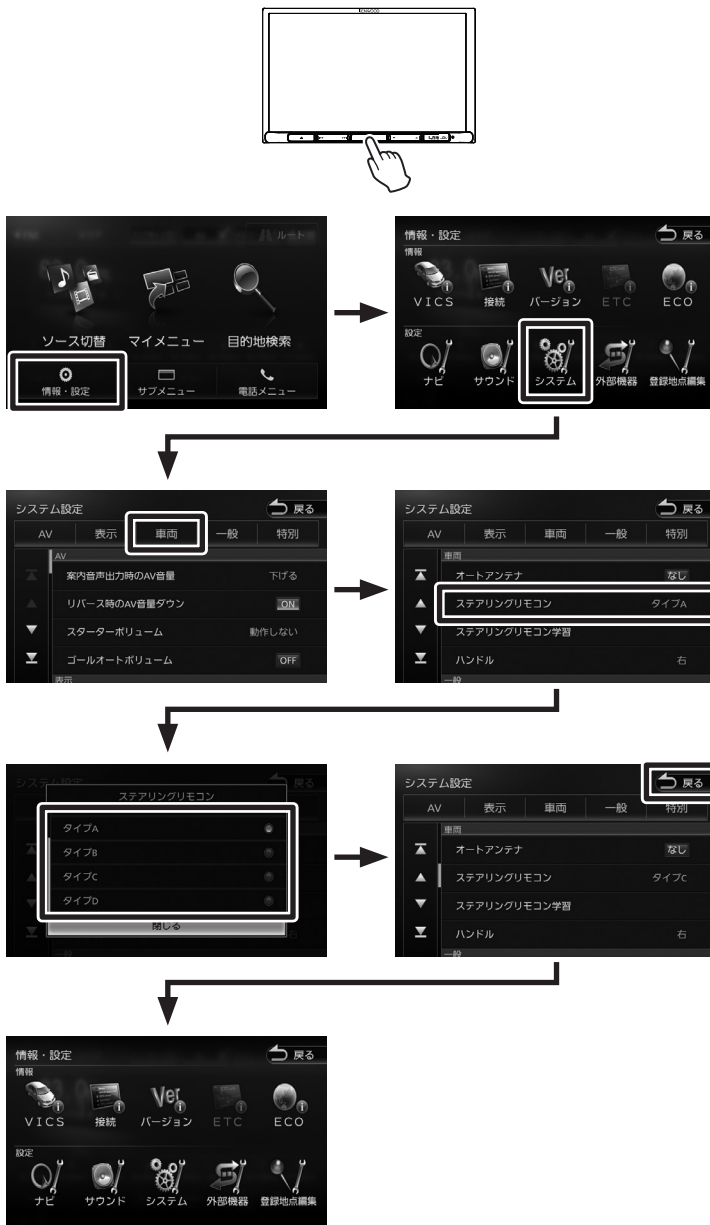 KENWOOD
ルート
ソース切替 マイメニュー 目的地検索
情報・設定 サブメニュー 電話メニュー
情報・設定 戻る
情報
VICS 接続 バージョン ETC ECO
Ver
設定
ナビ サウンド システム 外部機器 登録地点編集
システム設定 戻る
AV 表示 車両 一般 特別
AV
案内音声出力時のAV音量 下げる
リバース時のAV音量ダウン ON
スターターボリューム 動作しない
ゴールオートボリューム OFF
表示
システム設定 戻る
AV 表示 車両 一般 特別
車両
オートアンテナ なし
ステアリングリモコン タイプA
ステアリングリモコン学習
ハンドル 右
一般
システム設定 戻る
ステアリングリモコン
タイプA
タイプB
タイプC
タイプD
閉じる
右
一般
システム設定 戻る
AV 表示 車両 一般 特別
車両
オートアンテナ なし
ステアリングリモコン タイプC
ステアリングリモコン学習
ハンドル 右
一般
情報・設定 戻る
情報
Ver
VICS 接続 バージョン ETC ECO
設定
ナビ サウンド システム 外部機器 登録地点編集